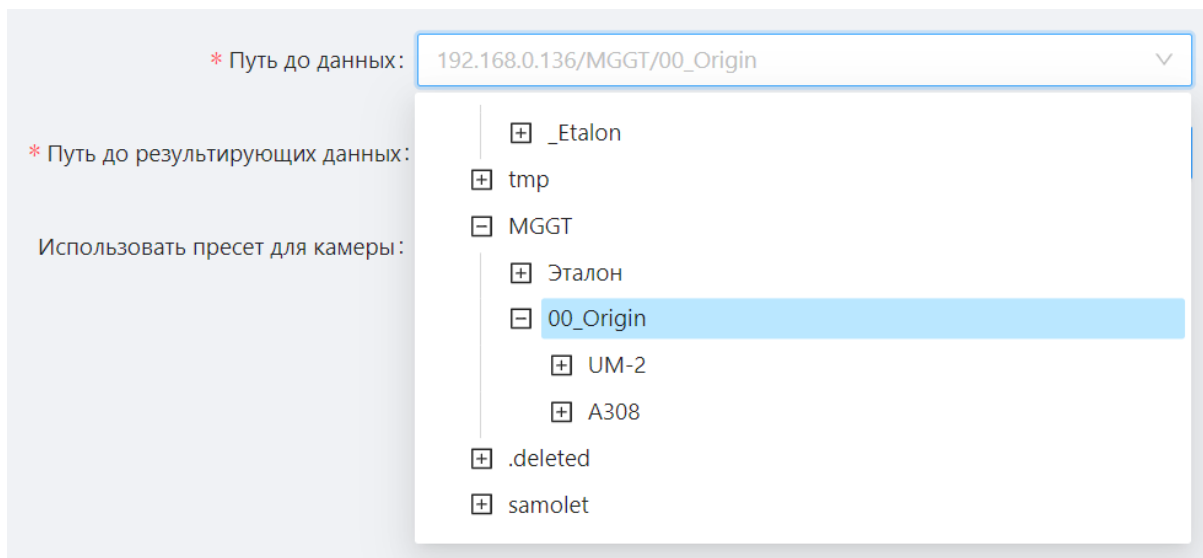 * Путь до данных: 192.168.0.136/MGGT/00_Origin
_Etalon
* Путь до результирующих данных:
tmp
MGGT
Использовать пресет для камеры:
Эталон
00_Origin
UM-2
A308
.deleted
samolet